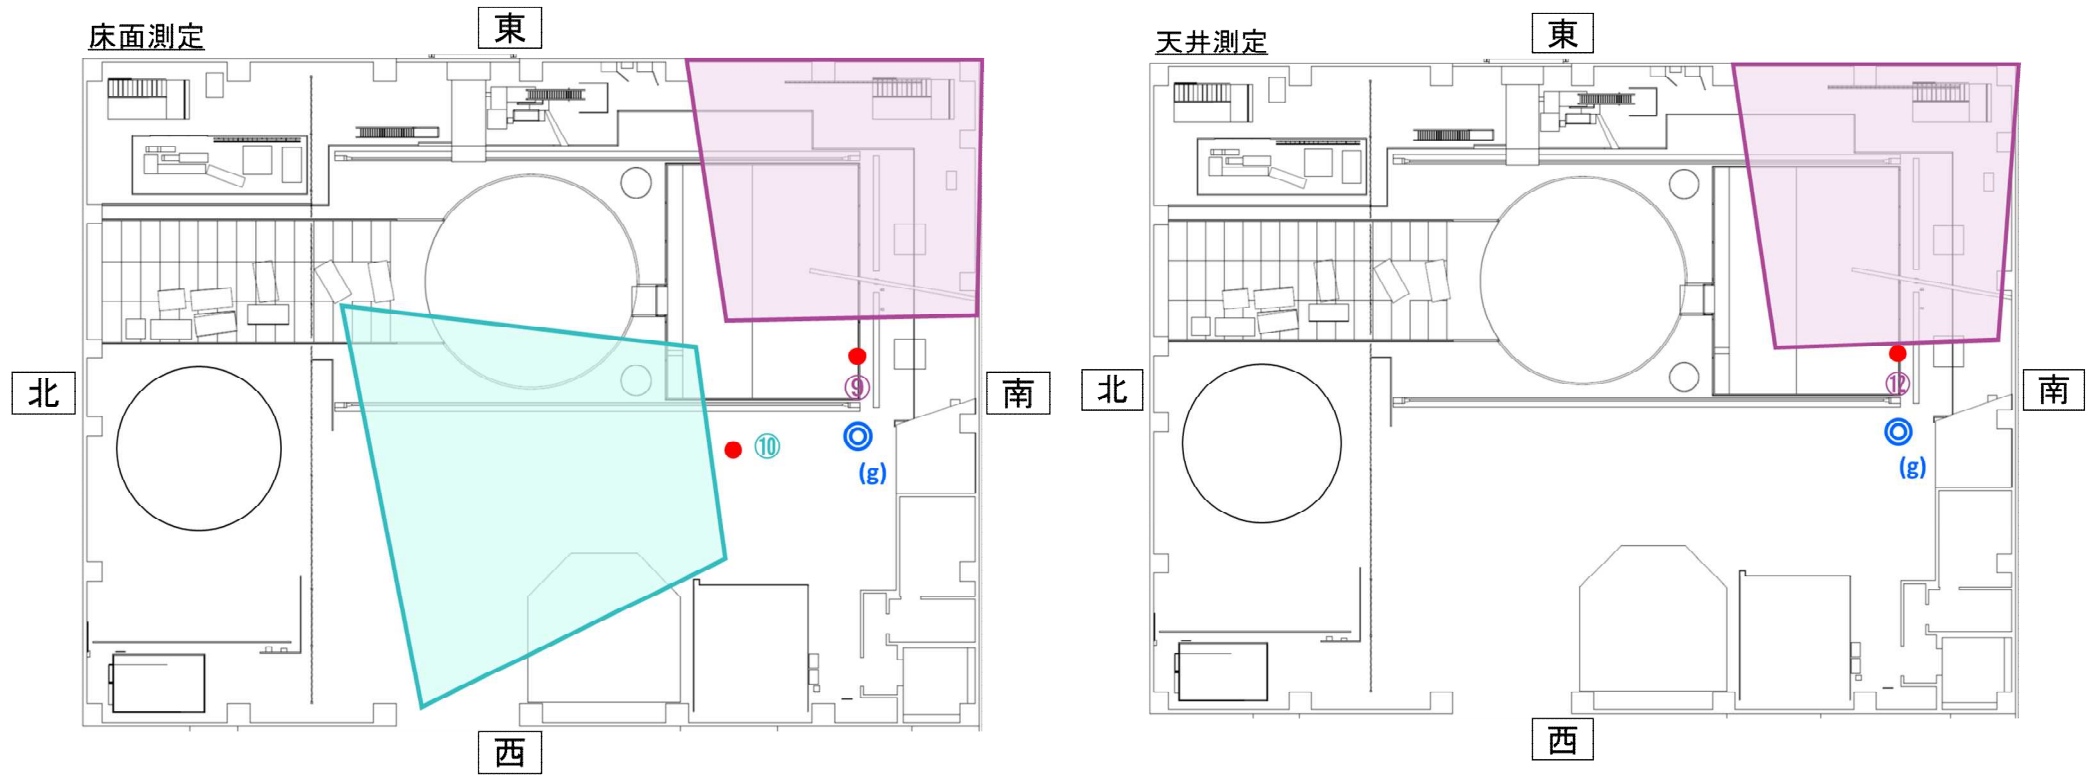 床面測定
東
北
南
⑨
⑩
(g)
西
天井測定
東
北
南
⑫
(g)
西